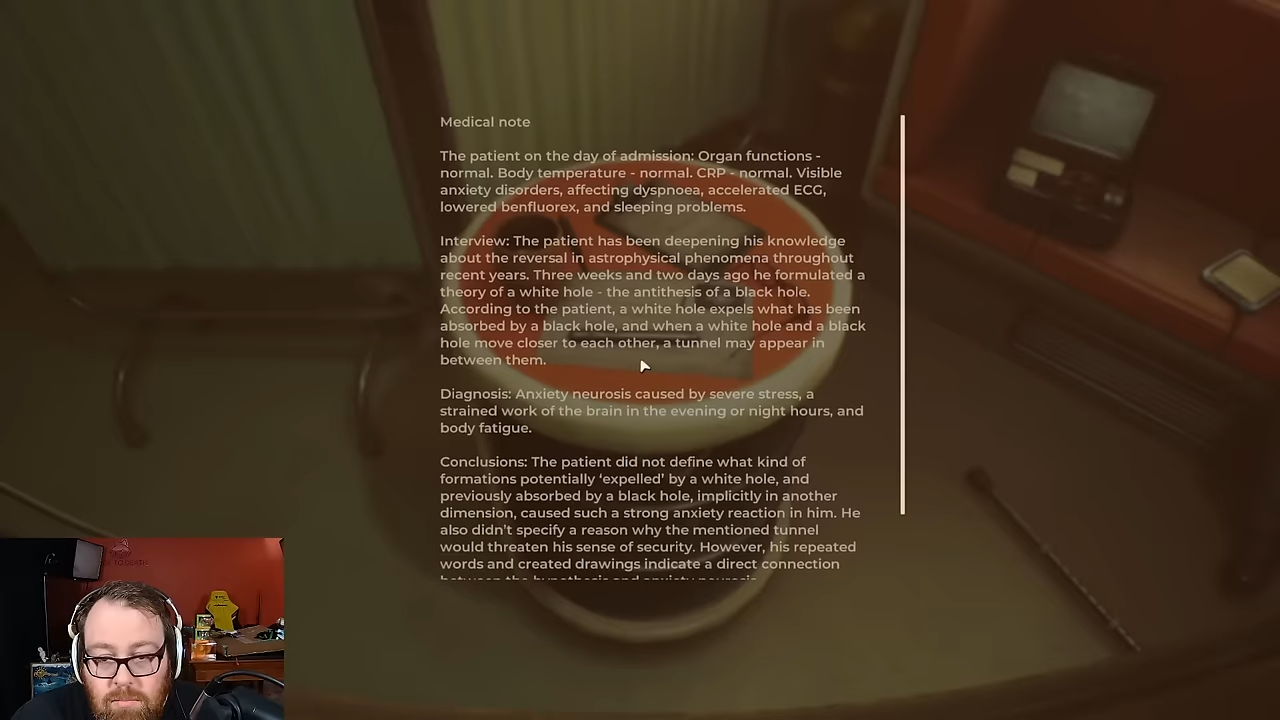 Medical note
The patient on the day of admission: Organ functions -
normal. Body temperature - normal. CRP - normal. Visible
anxiety disorders, affecting dyspnoea, accelerated ECG,
lowered benfluorex, and sleeping problems.
Interview: The patient has been deepening his knowledge
about the reversal in astrophysical phenomena throughout
recent years. Three weeks and two days ago he formulated a
theory of a white hole - the antithesis of a black hole.
According to the patient, a white hole expels what has been
absorbed by a black hole, and when a white hole and a black
hole move closer to each other, a tunnel may appear in
between them.
Diagnosis: Anxiety neurosis caused by severe stress, a
strained work of the brain in the evening or night hours, and
body fatigue.
Conclusions: The patient did not define what kind of
formations potentially ‘expelled’ by a white hole, and
previously absorbed by a black hole, implicitly in another
dimension, caused such a strong anxiety reaction in him. He
also didn't specify a reason why the mentioned tunnel
would threaten his sense of security. However, his repeated
words and created drawings indicate a direct connection
between the hypothesis and anxiety neurosis.